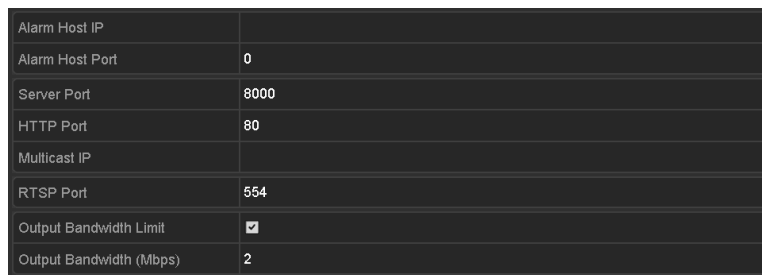 Alarm Host IP
Alarm Host Port 0
Server Port 8000
HTTP Port 80
Multicast IP
RTSP Port 554
Output Bandwidth Limit
Output Bandwidth (Mbps) 2